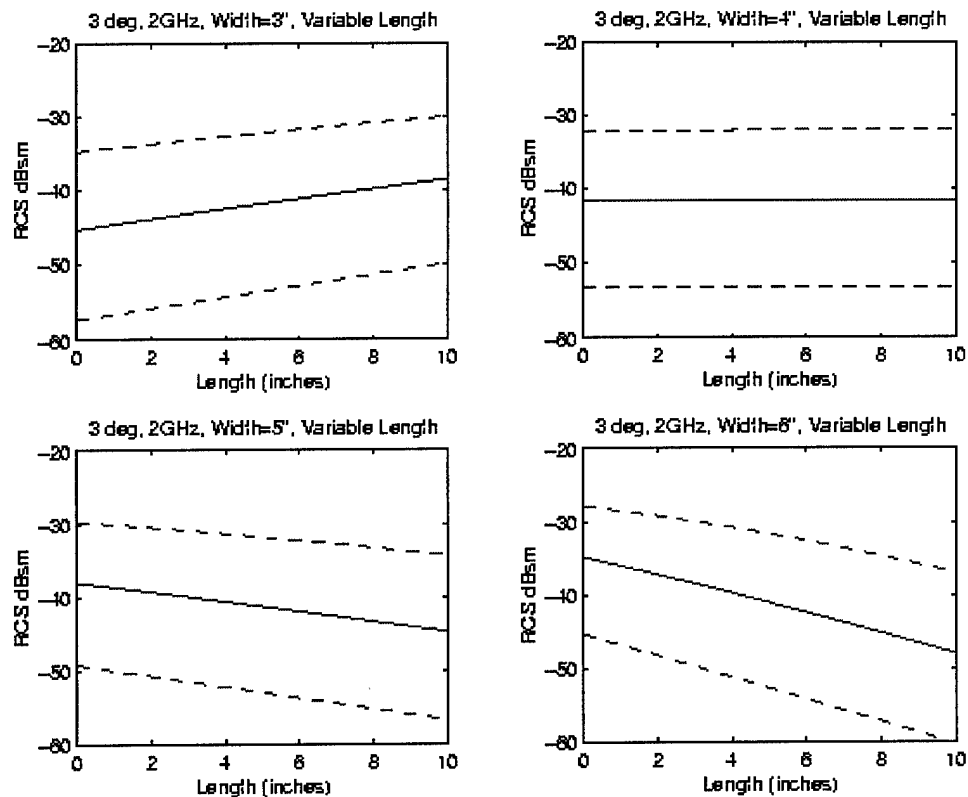 3 deg, 2GHz, Width=3", Variable Length
3 deg, 2GHz, Width=4", Variable Length
−20
−30
−40
−50
−60
RCS dBsm
0 2 4 6 8 10
Length (inches)
−20
−30
−40
−50
−60
RCS dBsm
0 2 4 6 8 10
Length (inches)
3 deg, 2GHz, Width=5", Variable Length
3 deg, 2GHz, Width=6", Variable Length
−20
−30
−40
−50
−60
RCS dBsm
0 2 4 6 8 10
Length (inches)
−20
−30
−40
−50
−60
RCS dBsm
0 2 4 6 8 10
Length (inches)